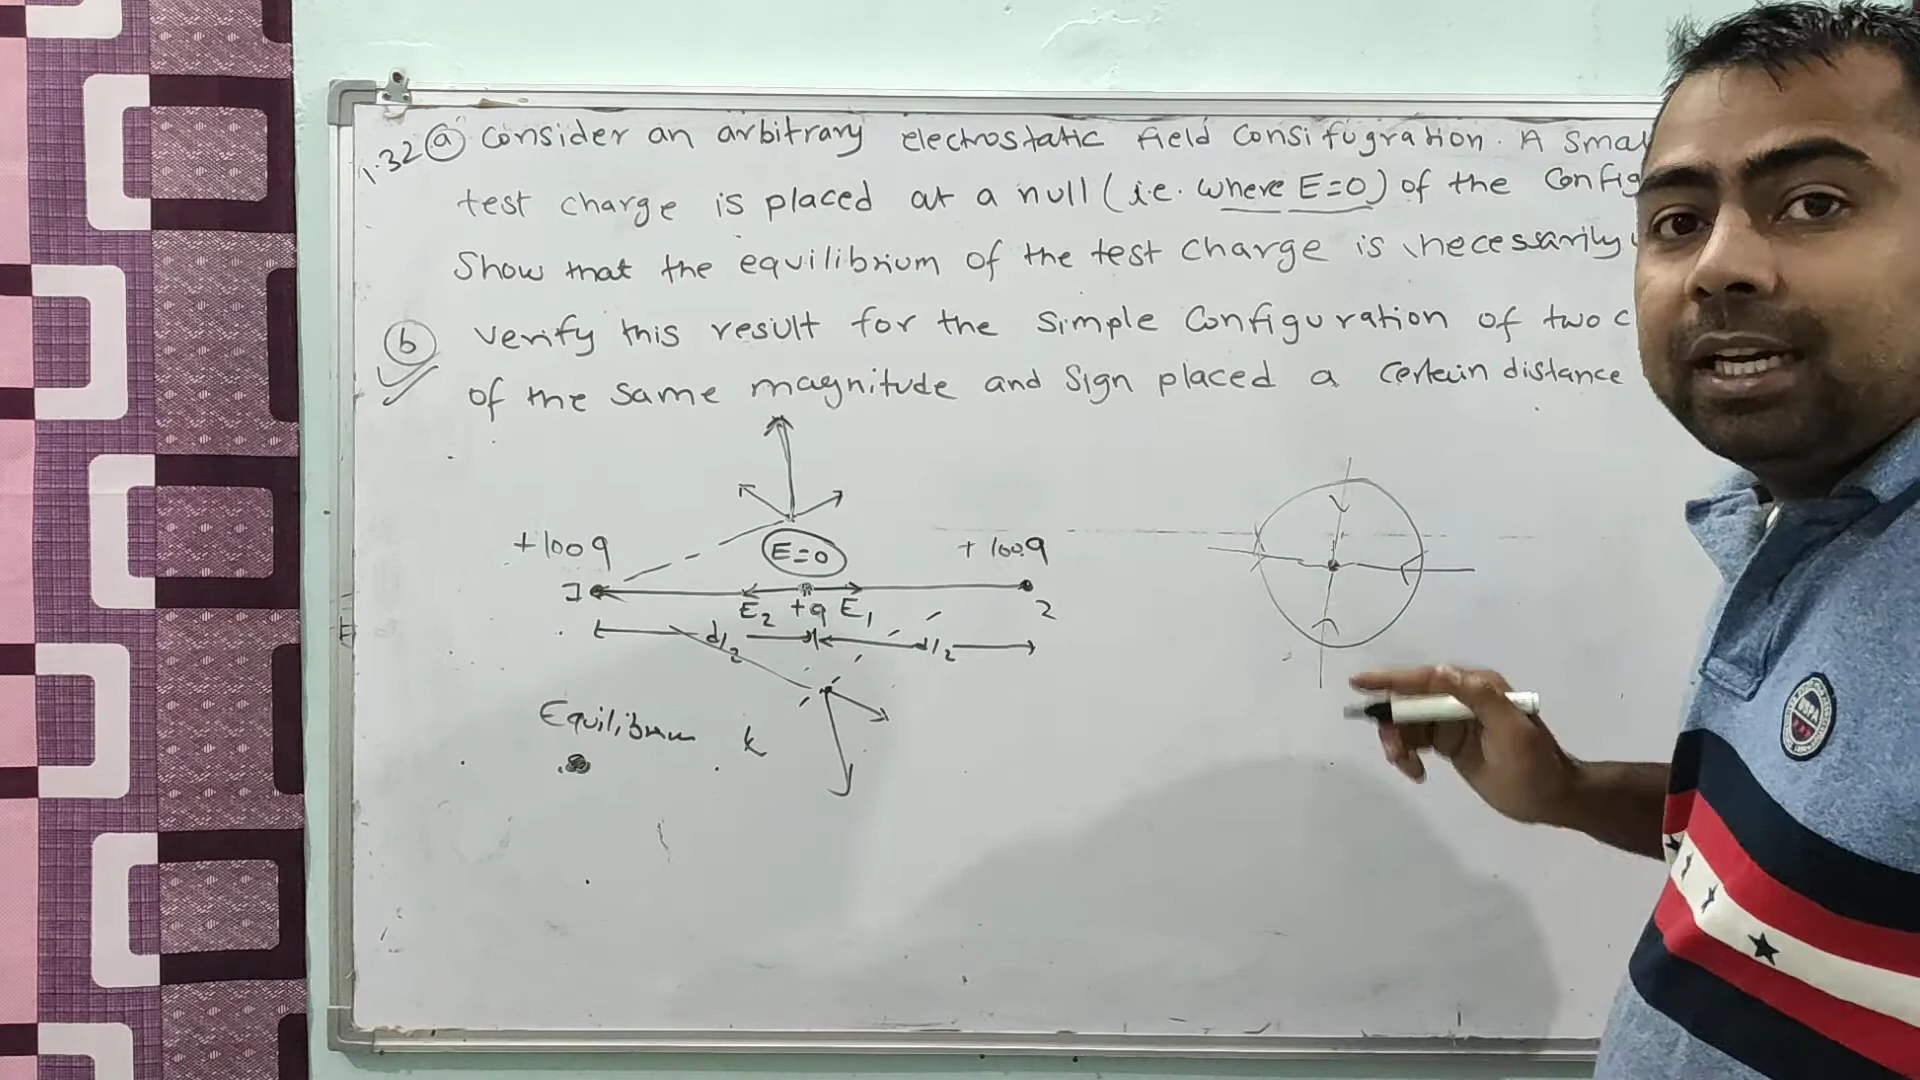 1.32 (a) Consider an arbitrary electrostatic field Consifugration. A smal
test charge is placed at a null (i.e. where E=0) of the Config
Show that the equilibrium of the test charge is necessarily
(b) Verify this result for the simple Configuration of two c
of the same magnitude and sign placed a certain distance
+100q E=0 +100q
E2 +q E1 2
d/2 d/2
Equilibrium
USPA